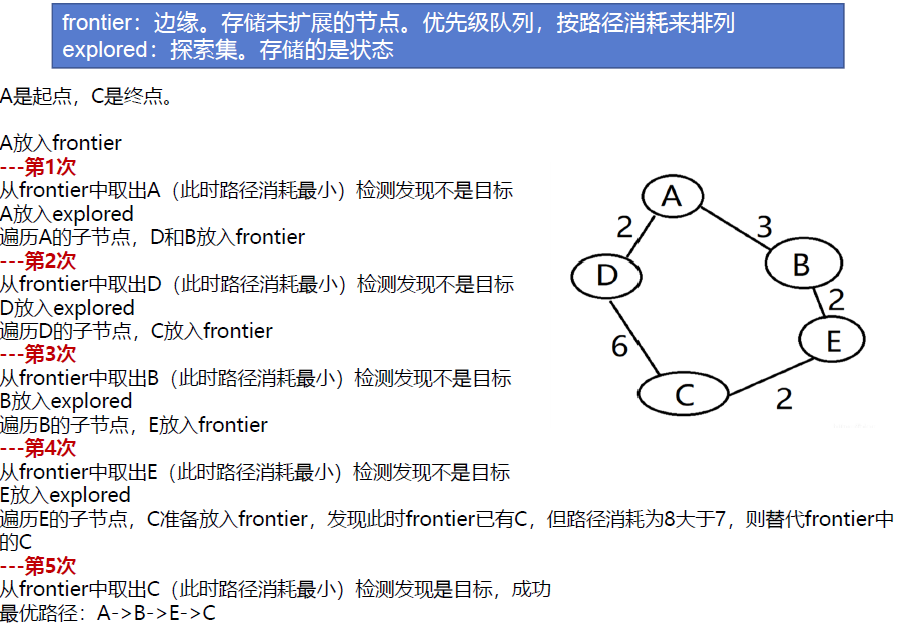 frontier：边缘。存储未扩展的节点。优先级队列，按路径消耗来排列
explored：探索集。存储的是状态
A是起点，C是终点。
A放入frontier
---第1次
从frontier中取出A（此时路径消耗最小）检测发现不是目标
A放入explored
遍历A的子节点，D和B放入frontier
---第2次
从frontier中取出D（此时路径消耗最小）检测发现不是目标
D放入explored
遍历D的子节点，C放入frontier
---第3次
从frontier中取出B（此时路径消耗最小）检测发现不是目标
B放入explored
遍历B的子节点，E放入frontier
---第4次
从frontier中取出E（此时路径消耗最小）检测发现不是目标
E放入explored
遍历E的子节点，C准备放入frontier，发现此时frontier已有C，但路径消耗为8大于7，则替代frontier中
的C
---第5次
从frontier中取出C（此时路径消耗最小）检测发现是目标，成功
最优路径：A->B->E->C
A
2
3
B
D
2
E
6
C
2